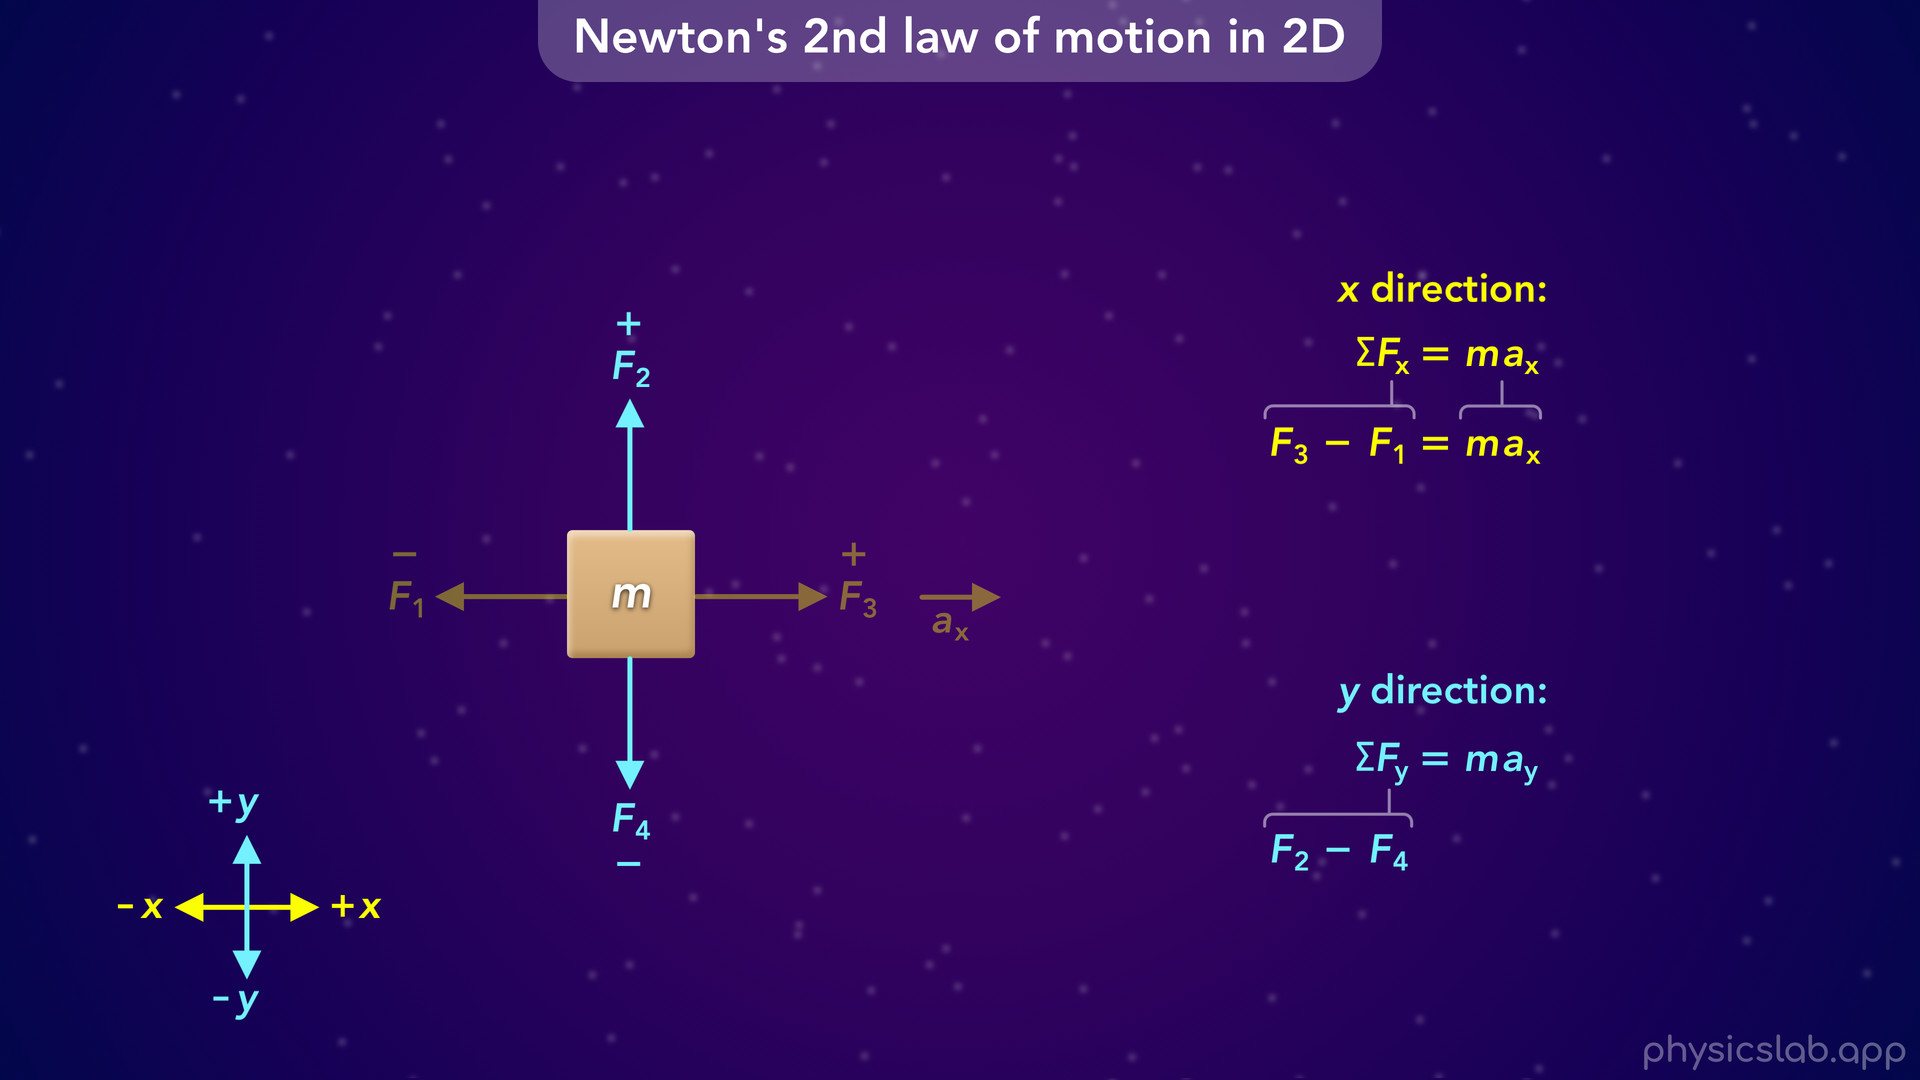 Newton's 2nd law of motion in 2D
x direction:
ΣFₓ = maₓ
F₃ − F₁ = maₓ
+
F₂
−
F₁
m
+
F₃
aₓ
F₄
−
y direction:
ΣFy = may
F₂ − F₄
+y
−x
+x
−y
physicslab.app